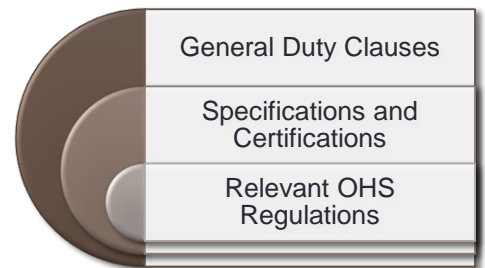 General Duty Clauses
Specifications and
Certifications
Relevant OHS
Regulations